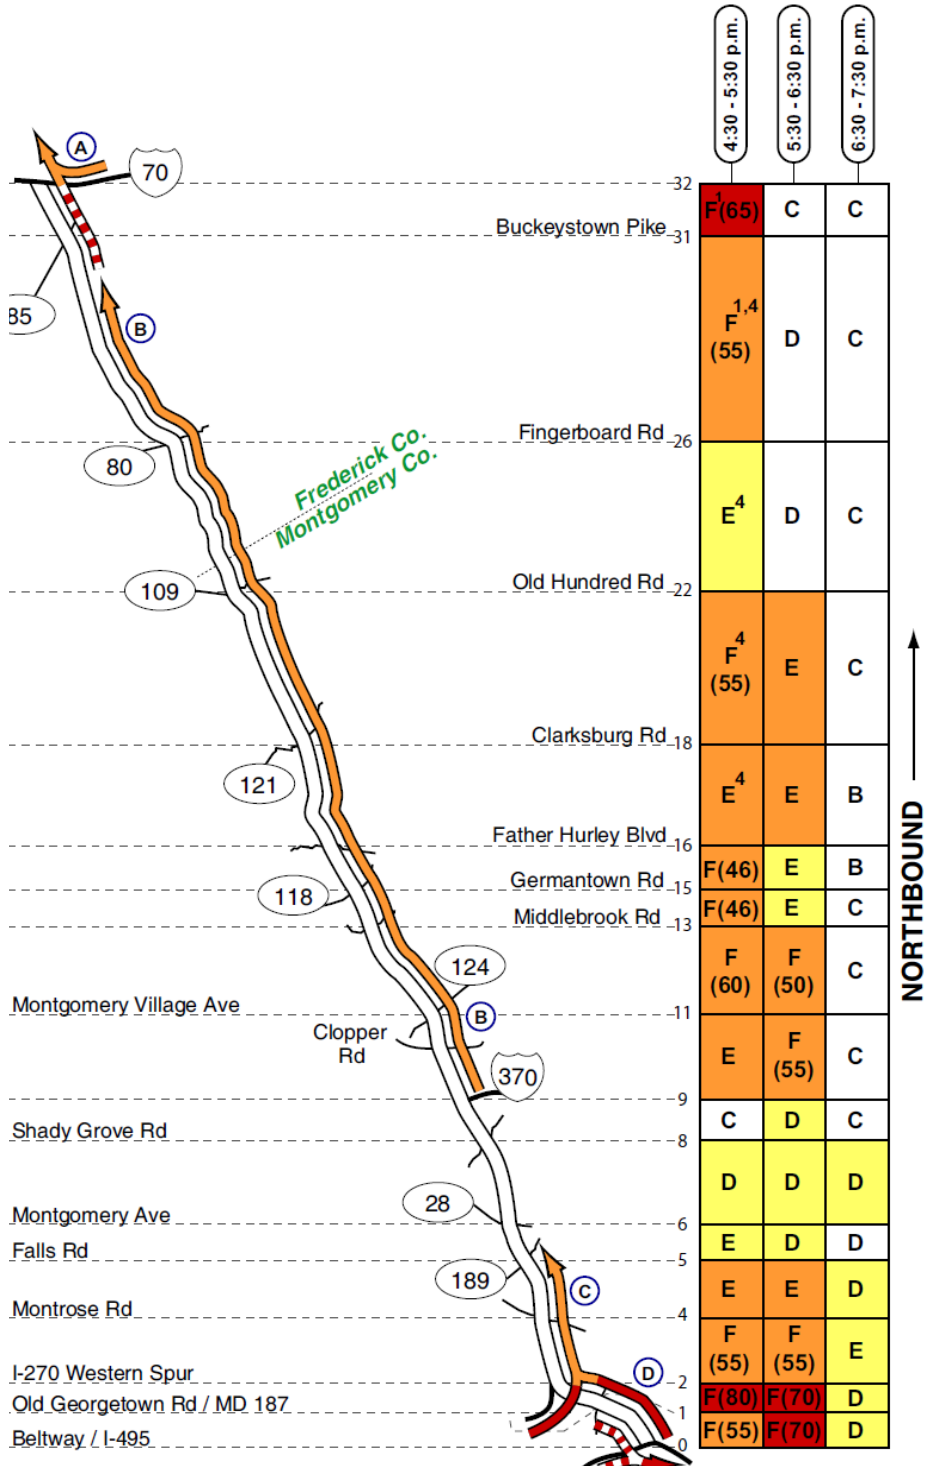 4:30 - 5:30 p.m.
5:30 - 6:30 p.m.
6:30 - 7:30 p.m.
A
70
32
F¹(65) C C
Buckeystown Pike 31
85
B
F¹,⁴
(55) D C
Fingerboard Rd 26
80
Frederick Co.
Montgomery Co.
E⁴ D C
Old Hundred Rd 22
109
F⁴
(55) E C
Clarksburg Rd 18
121
E⁴ E B
Father Hurley Blvd 16
F(46) E B
Germantown Rd 15
118
F(46) E C
Middlebrook Rd 13
124
F
(60) F
(50) C
Montgomery Village Ave 11
B
Clopper
Rd
E F
(55) C
370
9
C D C
Shady Grove Rd 8
D D D
28
Montgomery Ave 6
E D D
Falls Rd 5
189
C
E E D
Montrose Rd 4
F
(55) F
(55) E
I-270 Western Spur 2
D
F(80) F(70) D
Old Georgetown Rd / MD 187 1
F(55) F(70) D
Beltway / I-495 0
NORTHBOUND